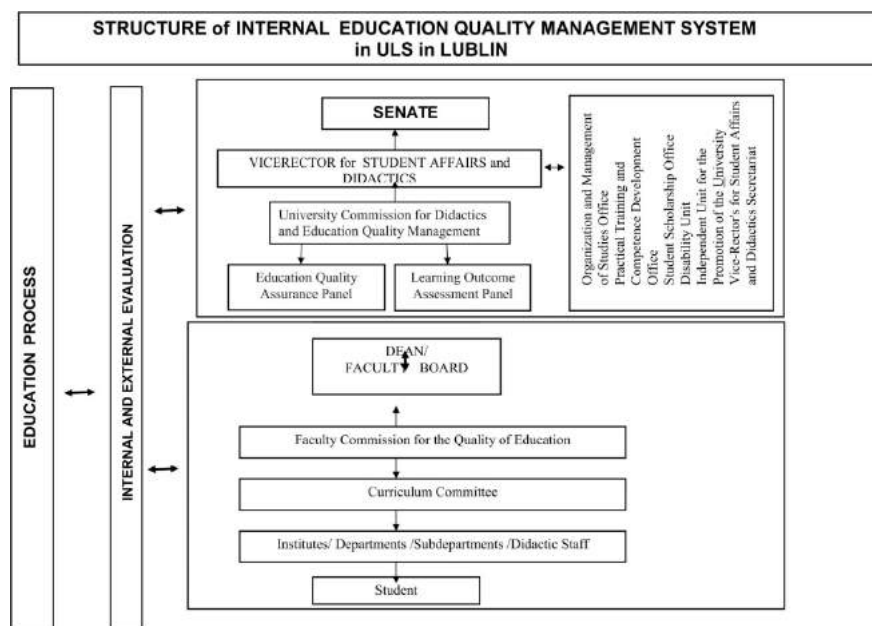 STRUCTURE of INTERNAL EDUCATION QUALITY MANAGEMENT SYSTEM
in ULS in LUBLIN
EDUCATION PROCESS
INTERNAL AND EXTERNAL EVALUATION
SENATE
VICERECTOR for STUDENT AFFAIRS and
DIDACTICS
University Commission for Didactics
and Education Quality Management
Education Quality
Assurance Panel
Learning Outcome
Assessment Panel
Organization and Management
of Studies Office
Practical Training and
Competence Development
Office
Student Scholarship Office
Disability Unit
Independent Unit for the
Promotion of the University
Vice-Rector's for Student Affairs
and Didactics Secretariat
DEAN/
FACULTY BOARD
Faculty Commission for the Quality of Education
Curriculum Committee
Institutes/ Departments /Subdepartments /Didactic Staff
Student